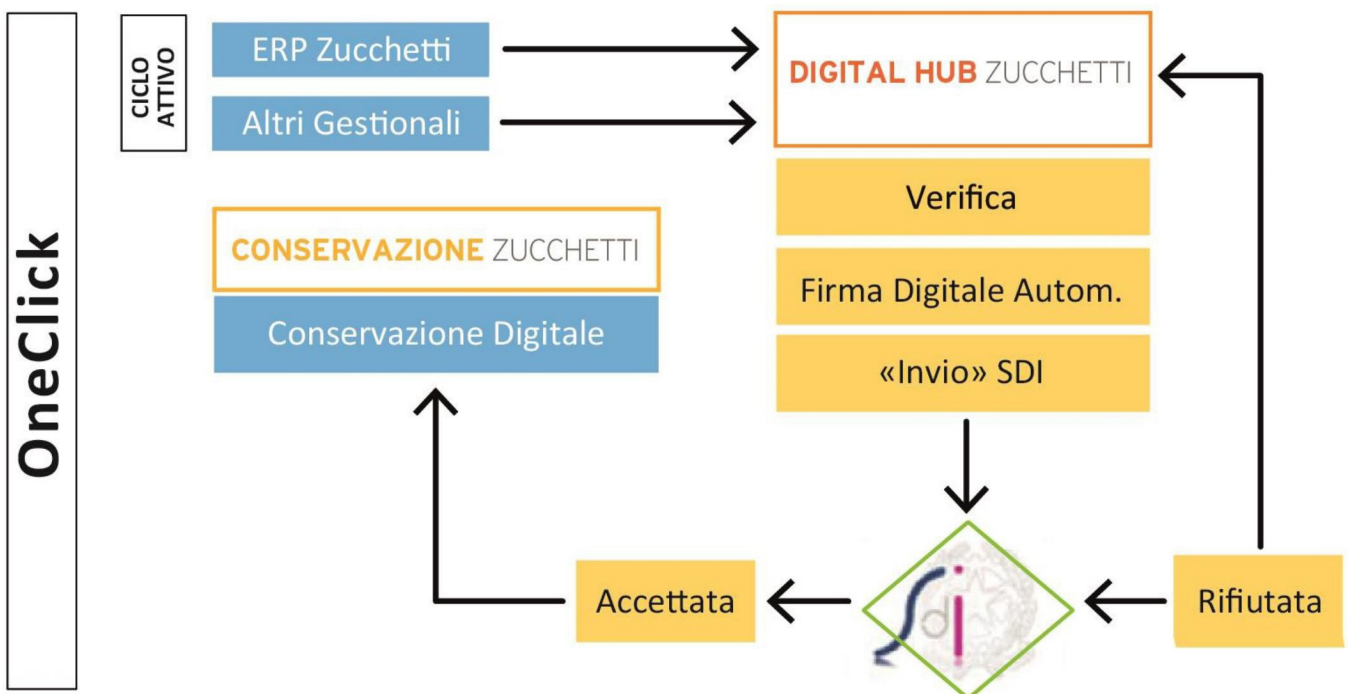 OneClick
CICLO
ATTIVO
ERP Zucchetti
Altri Gestionali
DIGITAL HUB ZUCCHETTI
Verifica
Firma Digitale Autom.
«Invio» SDI
CONSERVAZIONE ZUCCHETTI
Conservazione Digitale
Accettata
Sdi
Rifiutata